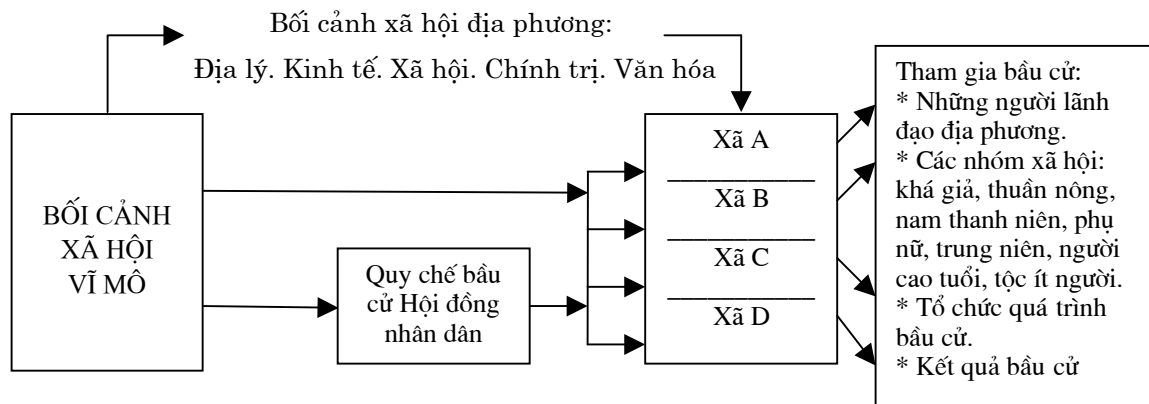 Bối cảnh xã hội địa phương:
Địa lý. Kinh tế. Xã hội. Chính trị. Văn hóa
BỐI CẢNH
XÃ HỘI
VĨ MÔ
Quy chế bầu
cử Hội đồng
nhân dân
Xã A
Xã B
Xã C
Xã D
Tham gia bầu cử:
* Những người lãnh
đạo địa phương.
* Các nhóm xã hội:
khá giả, thuần nông,
nam thanh niên, phụ
nữ, trung niên, người
cao tuổi, tộc ít người.
* Tổ chức quá trình
bầu cử.
* Kết quả bầu cử